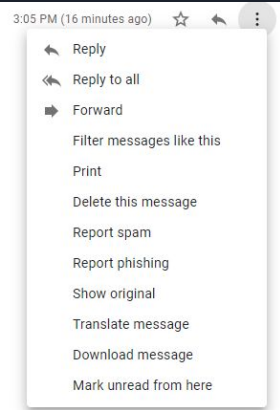 3:05 PM (16 minutes ago)
Reply
Reply to all
Forward
Filter messages like this
Print
Delete this message
Report spam
Report phishing
Show original
Translate message
Download message
Mark unread from here